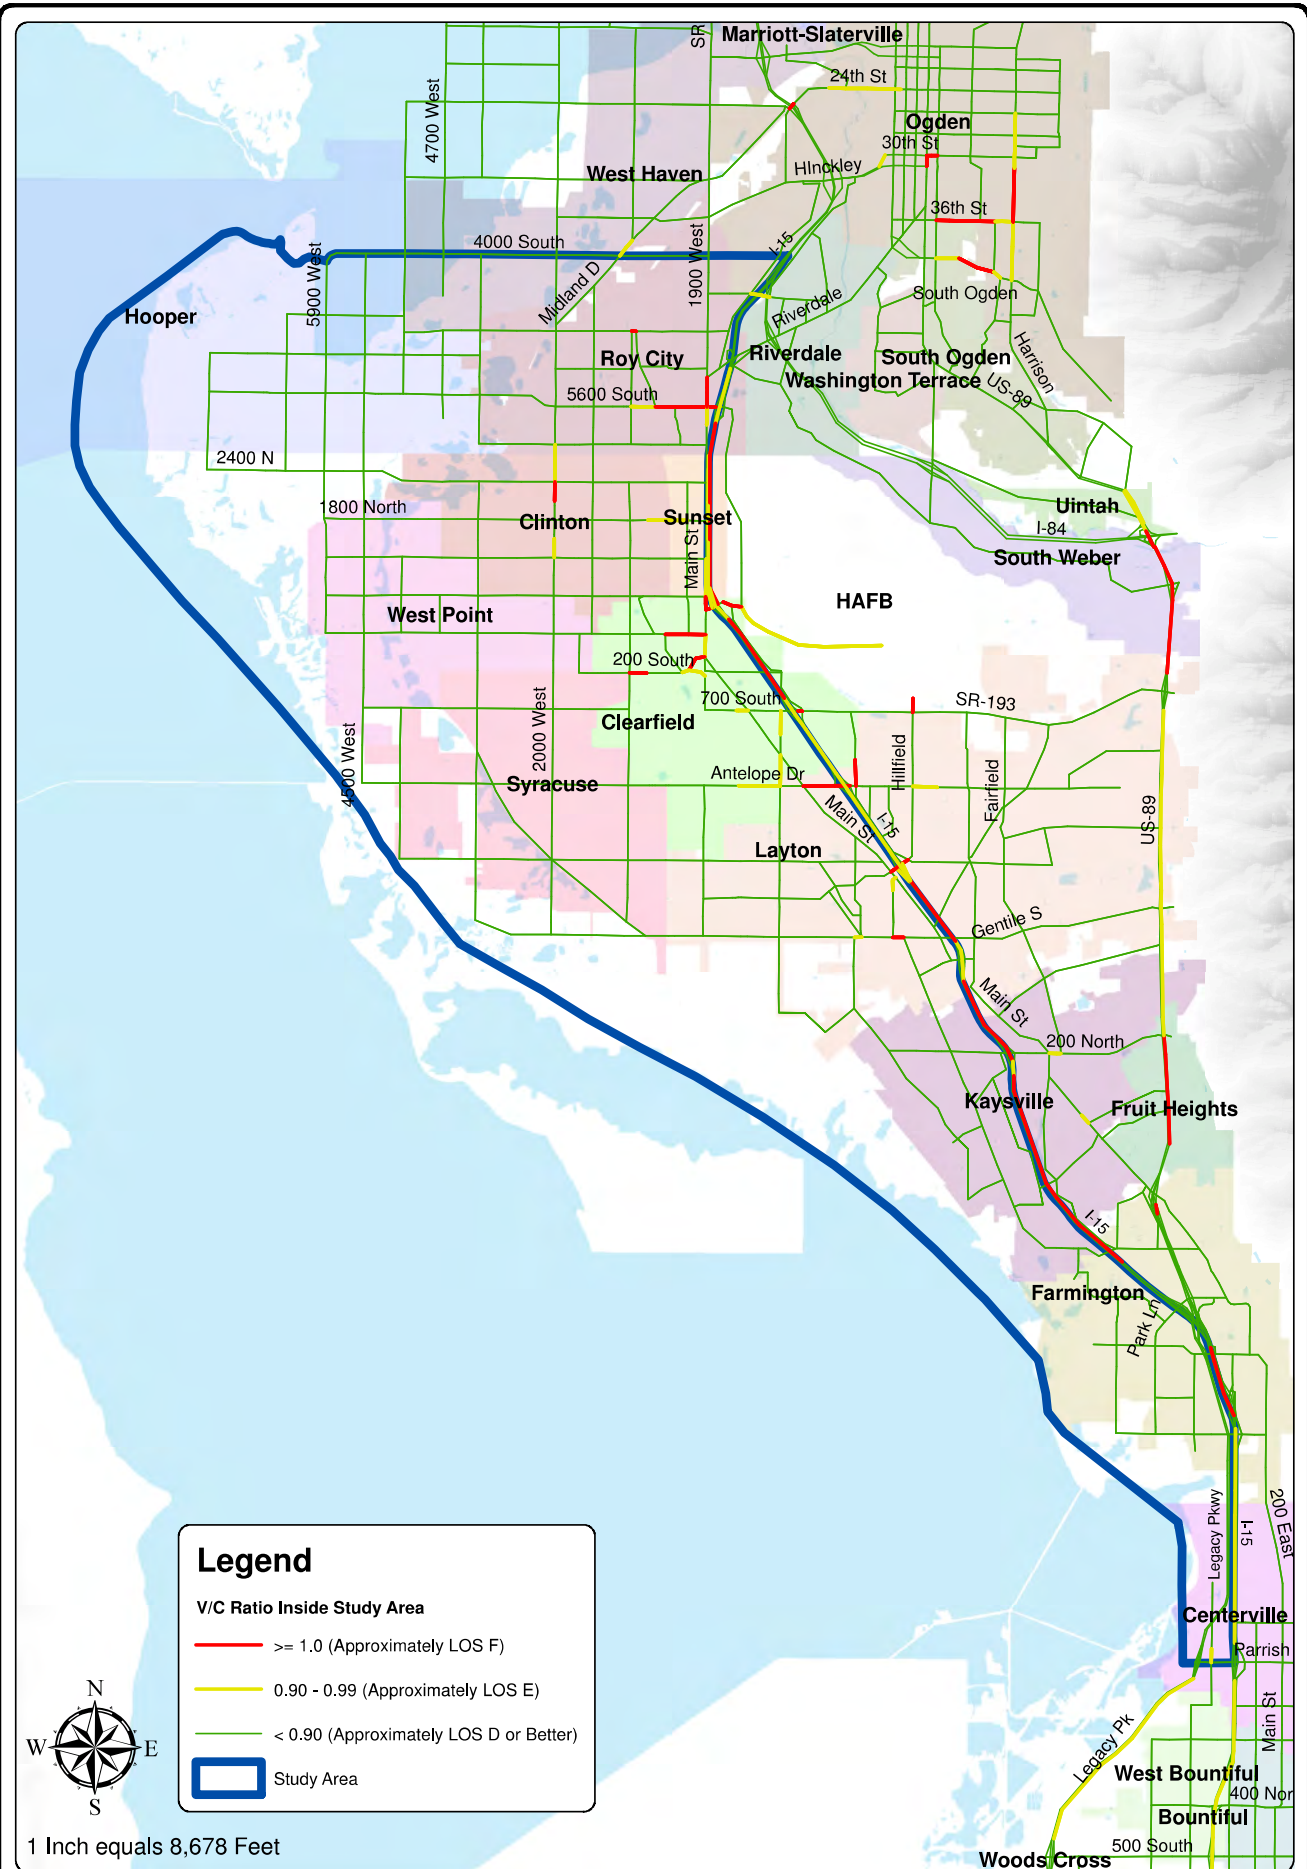 Marriott-Slaterville
SR
24th St
4700 West
Ogden
30th St
HInckley
West Haven
36th St
4000 South
I-15
1900 West
5900 West
Midland D
South Ogden
Riverdale
Hooper
Harrison
Roy City
Riverdale
South Ogden
Washington Terrace
US-89
5600 South
2400 N
1800 North
Clinton
Sunset
Uintah
I-84
Main St
South Weber
HAFB
West Point
200 South
700 South
SR-193
2000 West
Clearfield
4500 West
Hillfield
Fairfield
Antelope Dr
Syracuse
Main St
I-15
US-89
Layton
Gentile S
Main St
200 North
Kaysville
Fruit Heights
I-15
Farmington
Park Ln
Legacy Pkwy
I-15
200 East
Centerville
Parrish
Main St
Legacy Pk
West Bountiful
400 Nor
Bountiful
500 South
Woods Cross
Legend
V/C Ratio Inside Study Area
>= 1.0 (Approximately LOS F)
0.90 - 0.99 (Approximately LOS E)
< 0.90 (Approximately LOS D or Better)
Study Area
N
W E
S
1 Inch equals 8,678 Feet